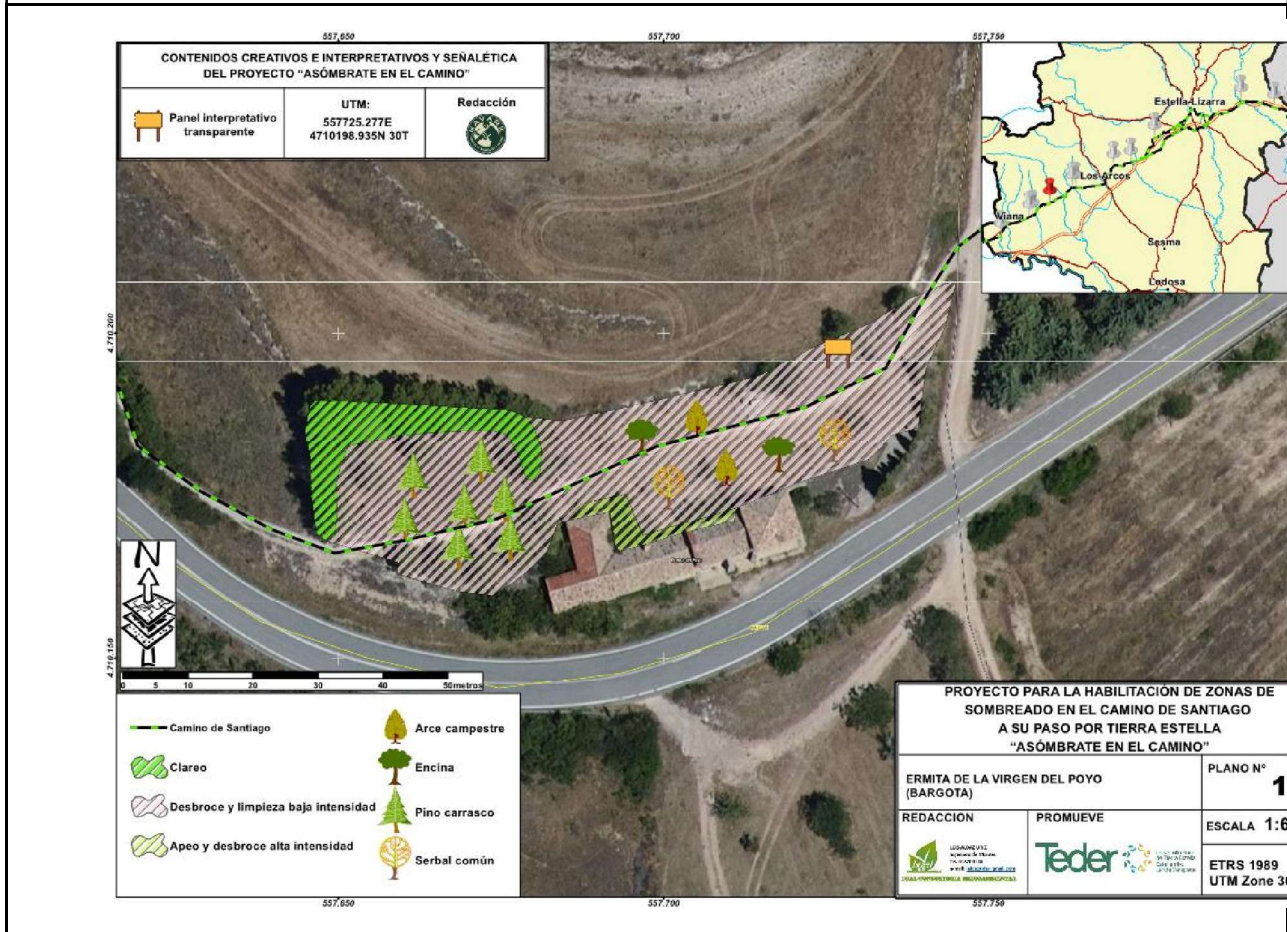 557.650
557.700
557.750
CONTENIDOS CREATIVOS E INTERPRETATIVOS Y SEÑALÉTICA
DEL PROYECTO "ASÓMBRATE EN EL CAMINO"
Panel interpretativo
transparente
UTM:
557725.277E
4710198.935N 30T
Redacción
Estella-Lizarra
Los Arcos
Viana
Sesma
Lodosa
4.710.200
4.710.150
N
0 5 10 20 30 40 50 metros
Camino de Santiago
Clareo
Desbroce y limpieza baja intensidad
Apeo y desbroce alta intensidad
Arce campestre
Encina
Pino carrasco
Serbal común
PROYECTO PARA LA HABILITACIÓN DE ZONAS DE
SOMBREADO EN EL CAMINO DE SANTIAGO
A SU PASO POR TIERRA ESTELLA
"ASÓMBRATE EN EL CAMINO"
ERMITA DE LA VIRGEN DEL POYO
(BARGOTA)
PLANO Nº
1
REDACCION
PROMUEVE
Teder
ESCALA 1:6
ETRS 1989
UTM Zone 3
557.650
557.700
557.750